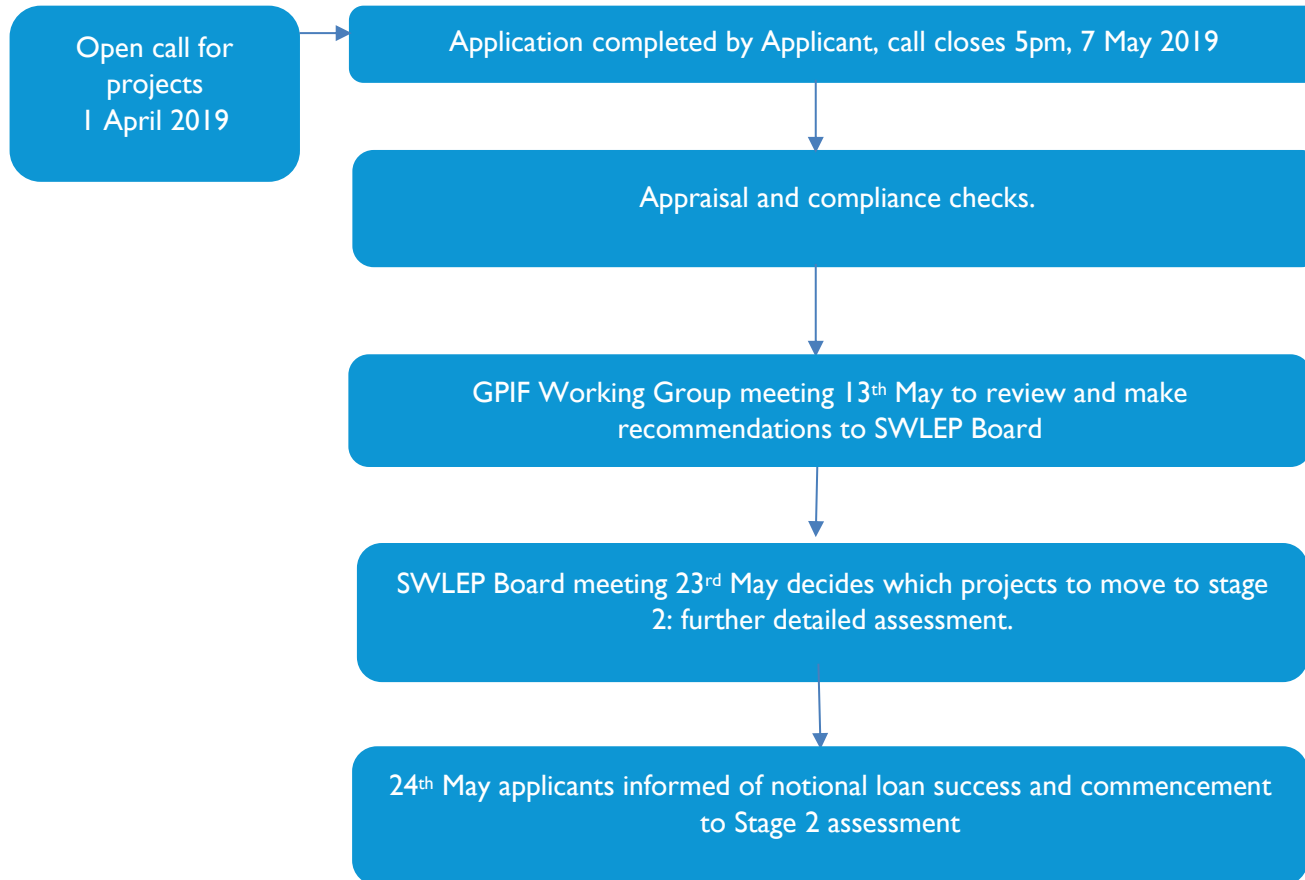 Open call for
projects
1 April 2019
Application completed by Applicant, call closes 5pm, 7 May 2019
Appraisal and compliance checks.
GPIF Working Group meeting 13th May to review and make
recommendations to SWLEP Board
SWLEP Board meeting 23rd May decides which projects to move to stage
2: further detailed assessment.
24th May applicants informed of notional loan success and commencement
to Stage 2 assessment